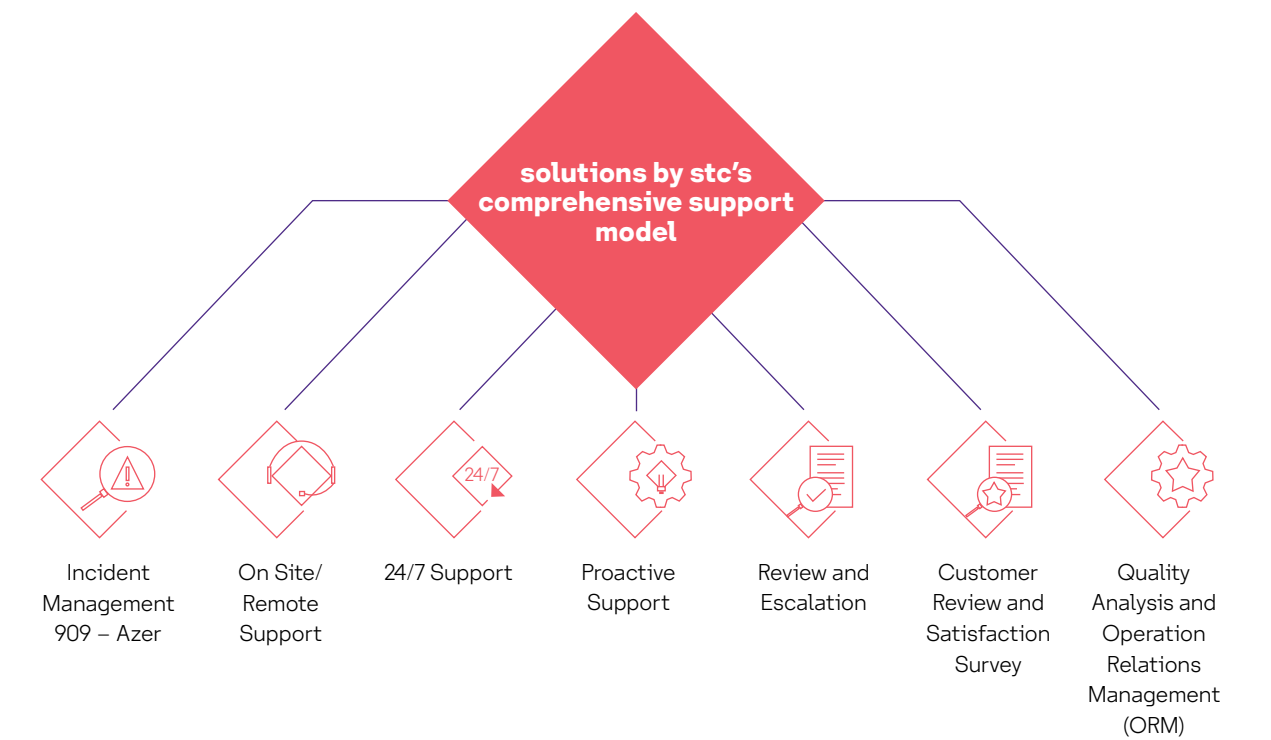 solutions by stc’s
comprehensive support
model
Incident
Management
909 – Azer
On Site/
Remote
Support
24/7
24/7 Support
Proactive
Support
Review and
Escalation
Customer
Review and
Satisfaction
Survey
Quality
Analysis and
Operation
Relations
Management
(ORM)